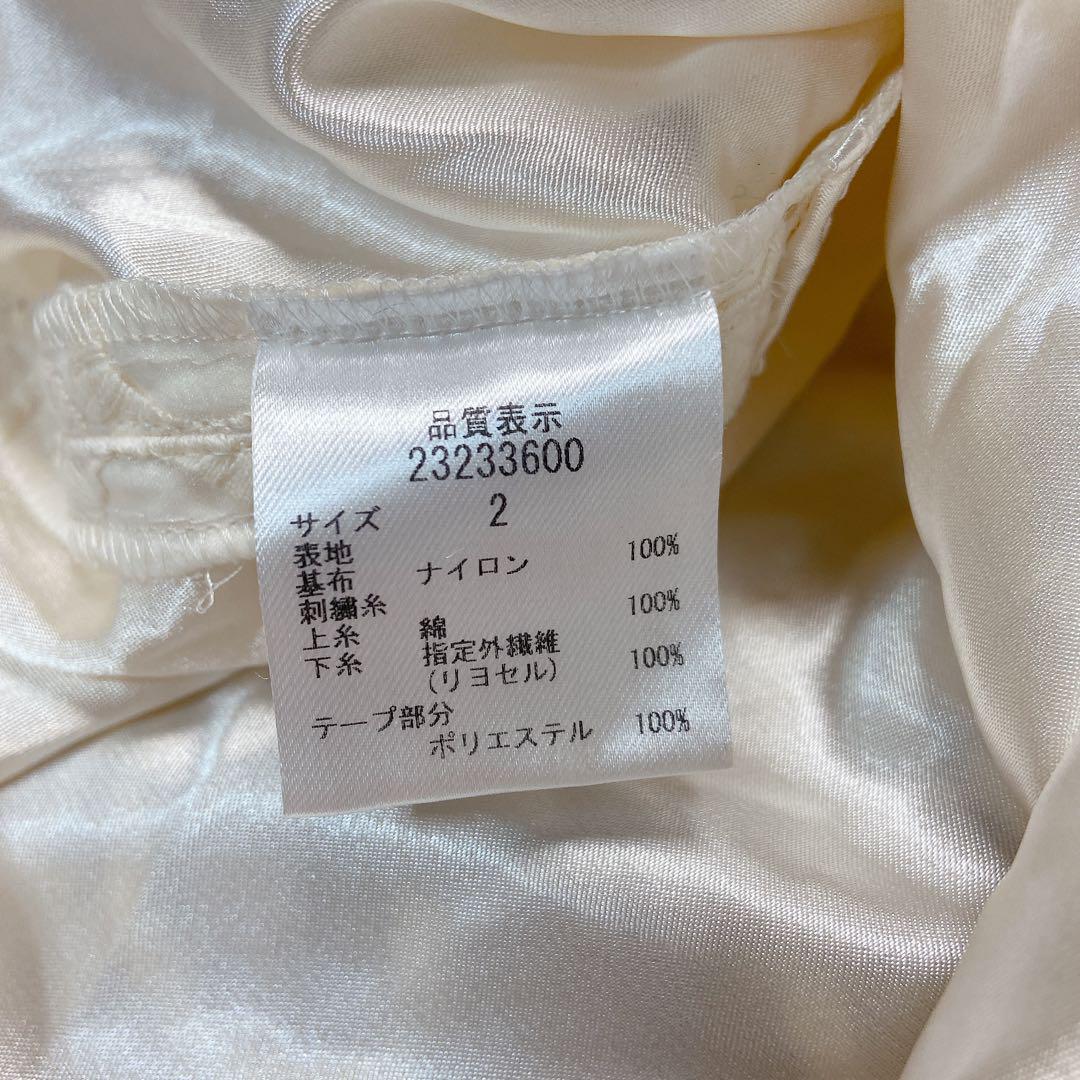 品質表示
23233600
サイズ 2
表地
基布 ナイロン 100%
刺繍糸
上糸 綿 100%
下糸 指定外繊維 100%
(リヨセル)
テープ部分
ポリエステル 100%